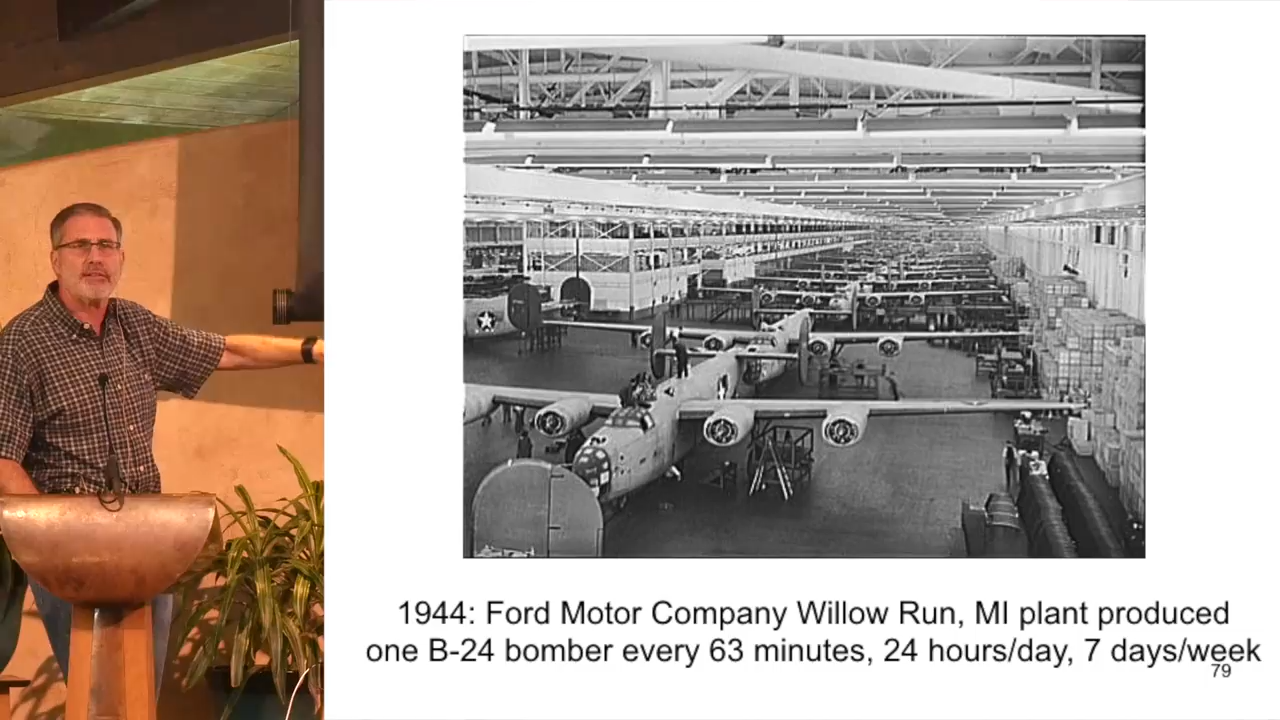 1944: Ford Motor Company Willow Run, MI plant produced
one B-24 bomber every 63 minutes, 24 hours/day, 7 days/week
79